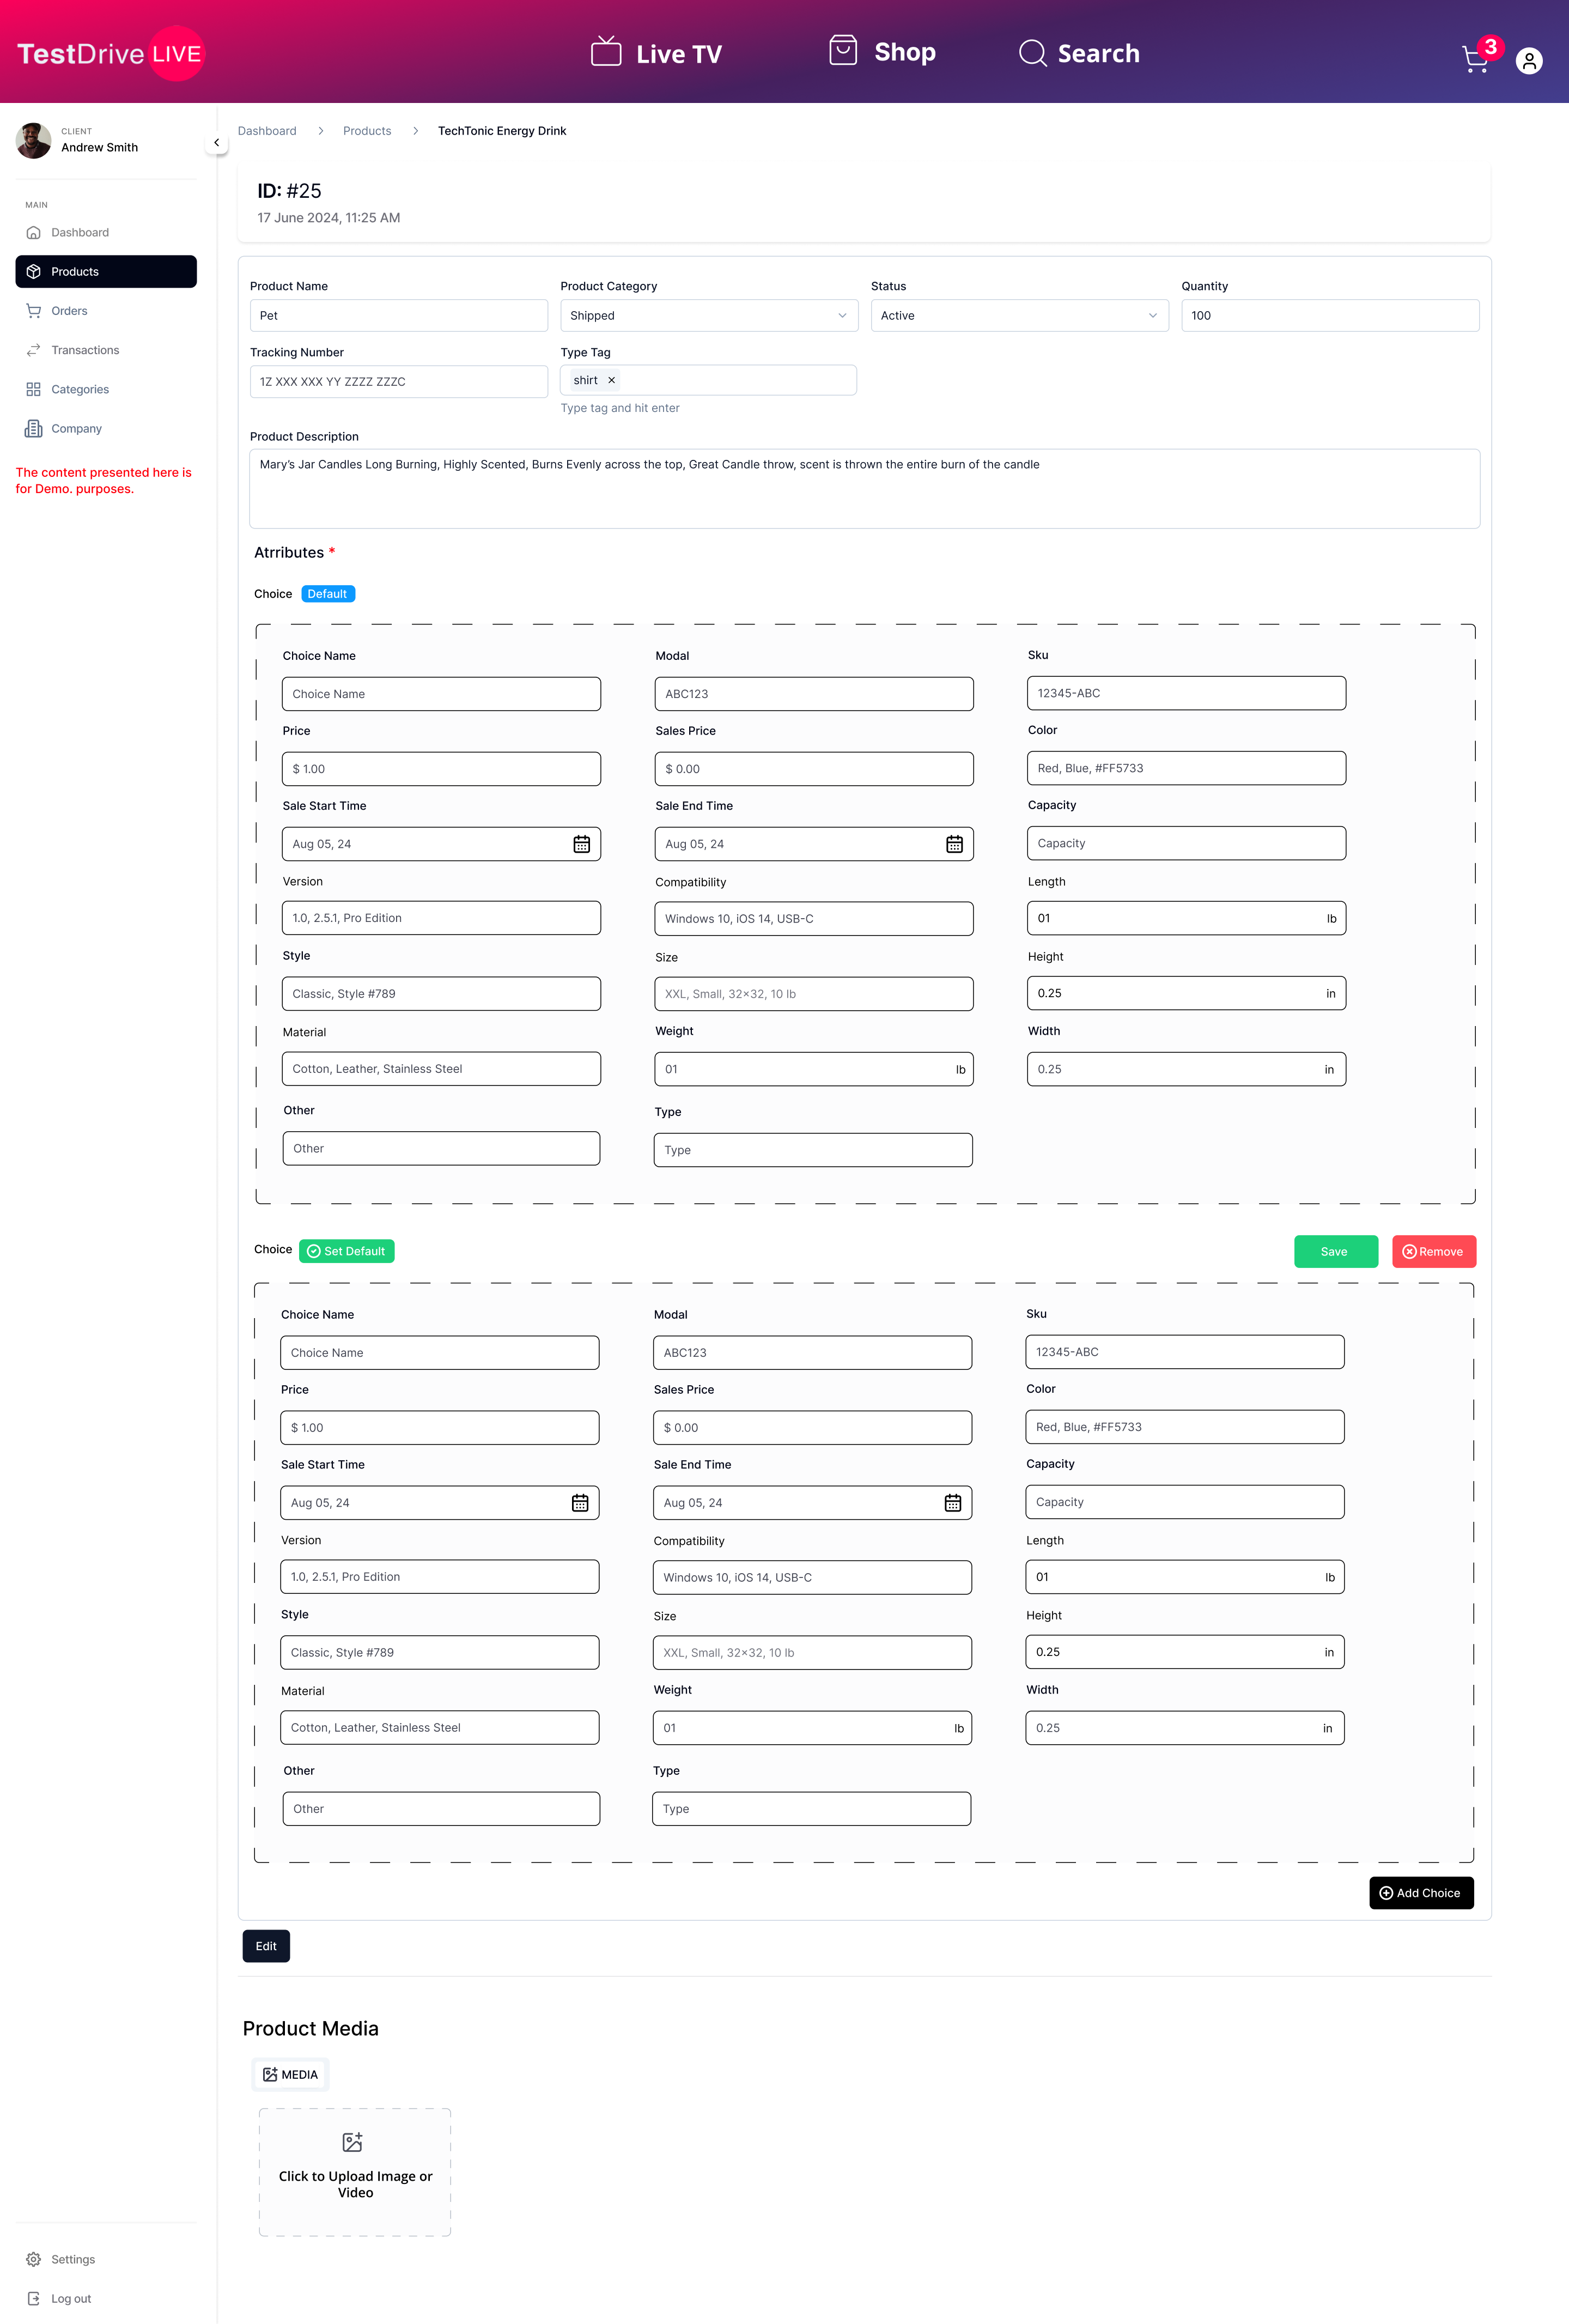 TestDrive LIVE
Live TV
Shop
Search
3
CLIENT
Andrew Smith
MAIN
Dashboard
Products
Orders
Transactions
Categories
Company
The content presented here is
for Demo. purposes.
Settings
Log out
Dashboard > Products > TechTonic Energy Drink
ID: #25
17 June 2024, 11:25 AM
Product Name Product Category Status Quantity
Pet Shipped Active 100
Tracking Number Type Tag
1Z XXX XXX YY ZZZZ ZZZC shirt ×
Type tag and hit enter
Product Description
Mary’s Jar Candles Long Burning, Highly Scented, Burns Evenly across the top, Great Candle throw, scent is thrown the entire burn of the candle
Atrributes *
Choice Default
Choice Name Modal Sku
Choice Name ABC123 12345-ABC
Price Sales Price Color
$ 1.00 $ 0.00 Red, Blue, #FF5733
Sale Start Time Sale End Time Capacity
Aug 05, 24 Aug 05, 24 Capacity
Version Compatibility Length
1.0, 2.5.1, Pro Edition Windows 10, iOS 14, USB-C 01 lb
Style Size Height
Classic, Style #789 XXL, Small, 32×32, 10 lb 0.25 in
Material Weight Width
Cotton, Leather, Stainless Steel 01 lb 0.25 in
Other Type
Other Type
Choice Set Default Save Remove
Choice Name Modal Sku
Choice Name ABC123 12345-ABC
Price Sales Price Color
$ 1.00 $ 0.00 Red, Blue, #FF5733
Sale Start Time Sale End Time Capacity
Aug 05, 24 Aug 05, 24 Capacity
Version Compatibility Length
1.0, 2.5.1, Pro Edition Windows 10, iOS 14, USB-C 01 lb
Style Size Height
Classic, Style #789 XXL, Small, 32×32, 10 lb 0.25 in
Material Weight Width
Cotton, Leather, Stainless Steel 01 lb 0.25 in
Other Type
Other Type
Add Choice
Edit
Product Media
MEDIA
Click to Upload Image or
Video